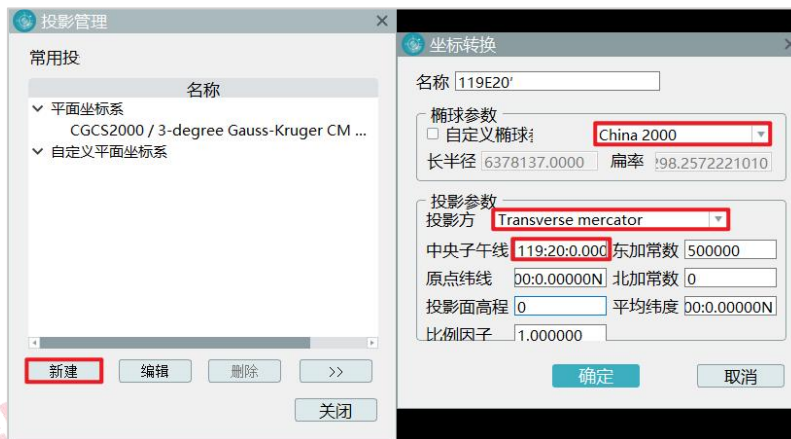 投影管理
常用投
名称
平面坐标系
CGCS2000 / 3-degree Gauss-Kruger CM ...
自定义平面坐标系
新建 编辑 删除 >>
关闭
坐标转换
名称 119E20'
椭球参数
自定义椭球 China 2000
长半径 6378137.0000 扁率 298.2572221010
投影参数
投影方 Transverse mercator
中央子午线 119:20:0.000 东加常数 500000
原点纬线 00:0.00000N 北加常数 0
投影面高程 0 平均纬度 00:0.00000N
比例因子 1.000000
确定 取消